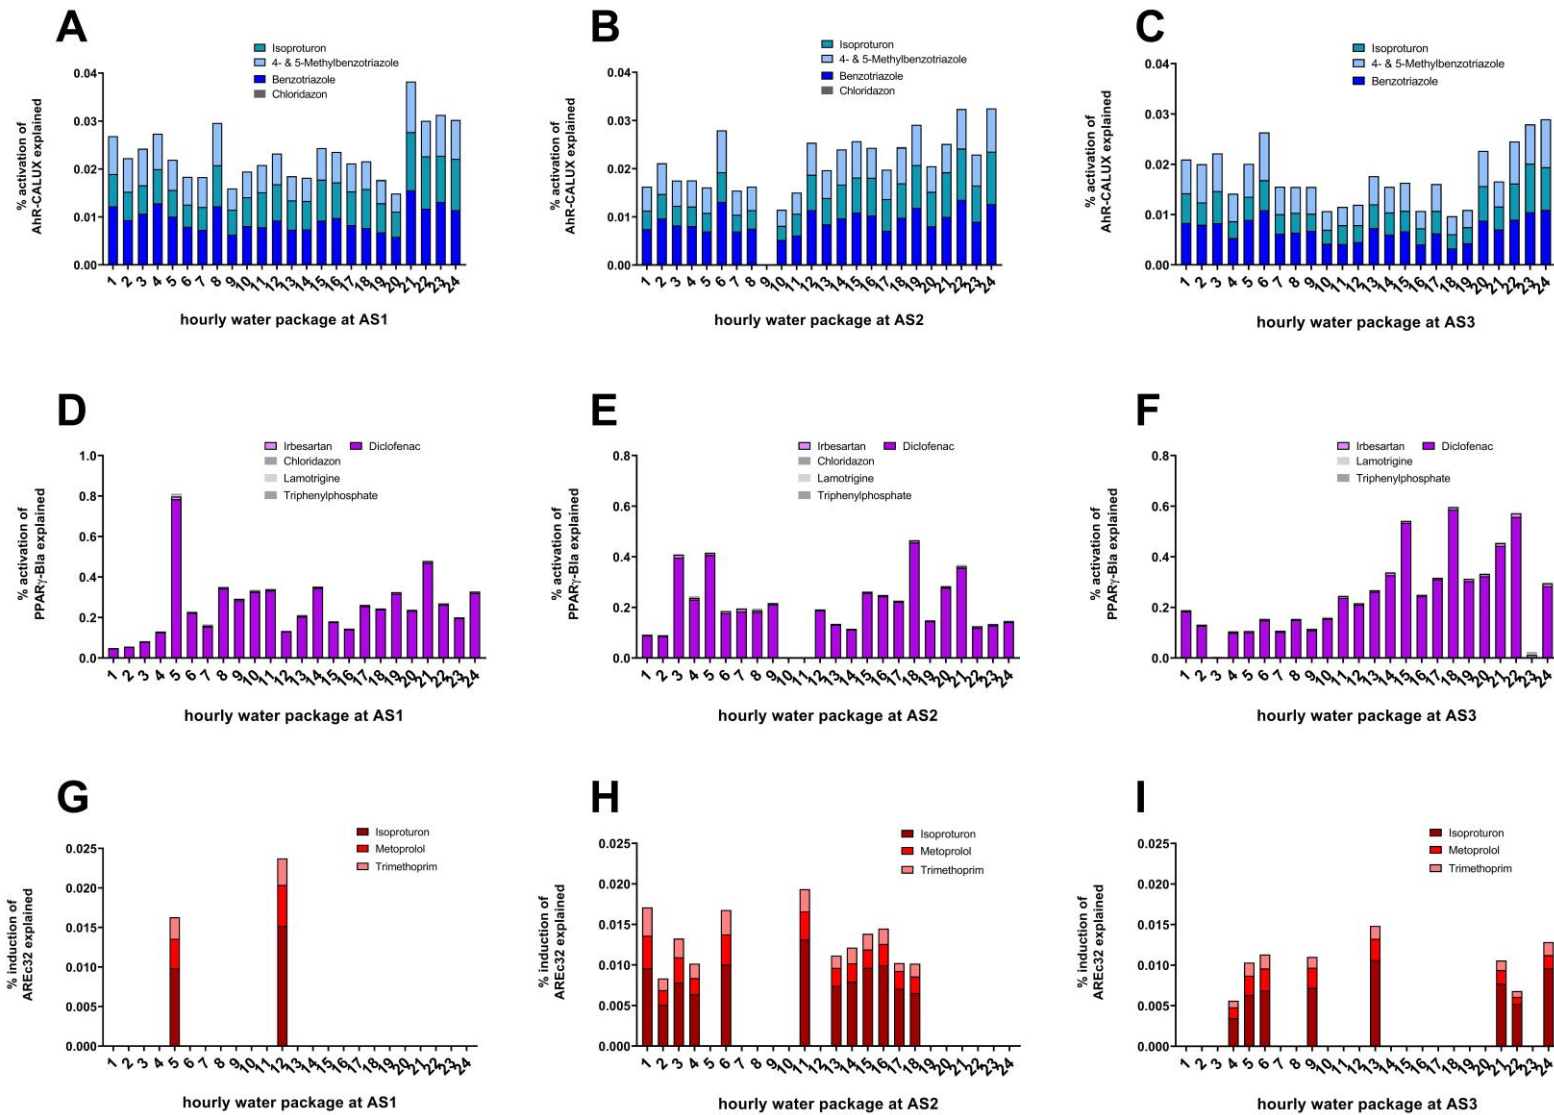 A
Isoproturon
4- & 5-Methylbenzotriazole
Benzotriazole
Chloridazon
% activation of
AhR-CALUX explained
0.04
0.03
0.02
0.01
0.00
1 2 3 4 5 6 7 8 9 10 11 12 13 14 15 16 17 18 19 20 21 22 23 24
hourly water package at AS1
B
Isoproturon
4- & 5-Methylbenzotriazole
Benzotriazole
Chloridazon
% activation of
AhR-CALUX explained
0.04
0.03
0.02
0.01
0.00
1 2 3 4 5 6 7 8 9 10 11 12 13 14 15 16 17 18 19 20 21 22 23 24
hourly water package at AS2
C
Isoproturon
4- & 5-Methylbenzotriazole
Benzotriazole
% activation of
AhR-CALUX explained
0.04
0.03
0.02
0.01
0.00
1 2 3 4 5 6 7 8 9 10 11 12 13 14 15 16 17 18 19 20 21 22 23 24
hourly water package at AS3
D
Irbesartan Diclofenac
Chloridazon
Lamotrigine
Triphenylphosphate
% activation of
PPARγ-Bla explained
1.0
0.8
0.6
0.4
0.2
0.0
1 2 3 4 5 6 7 8 9 10 11 12 13 14 15 16 17 18 19 20 21 22 23 24
hourly water package at AS1
E
Irbesartan Diclofenac
Chloridazon
Lamotrigine
Triphenylphosphate
% activation of
PPARγ-Bla explained
0.8
0.6
0.4
0.2
0.0
1 2 3 4 5 6 7 8 9 10 11 12 13 14 15 16 17 18 19 20 21 22 23 24
hourly water package at AS2
F
Irbesartan Diclofenac
Lamotrigine
Triphenylphosphate
% activation of
PPARγ-Bla explained
0.8
0.6
0.4
0.2
0.0
1 2 3 4 5 6 7 8 9 10 11 12 13 14 15 16 17 18 19 20 21 22 23 24
hourly water package at AS3
G
Isoproturon
Metoprolol
Trimethoprim
% induction of
AREc32 explained
0.025
0.020
0.015
0.010
0.005
0.000
1 2 3 4 5 6 7 8 9 10 11 12 13 14 15 16 17 18 19 20 21 22 23 24
hourly water package at AS1
H
Isoproturon
Metoprolol
Trimethoprim
% induction of
AREc32 explained
0.025
0.020
0.015
0.010
0.005
0.000
1 2 3 4 5 6 7 8 9 10 11 12 13 14 15 16 17 18 19 20 21 22 23 24
hourly water package at AS2
I
Isoproturon
Metoprolol
Trimethoprim
% induction of
AREc32 explained
0.025
0.020
0.015
0.010
0.005
0.000
1 2 3 4 5 6 7 8 9 10 11 12 13 14 15 16 17 18 19 20 21 22 23 24
hourly water package at AS3